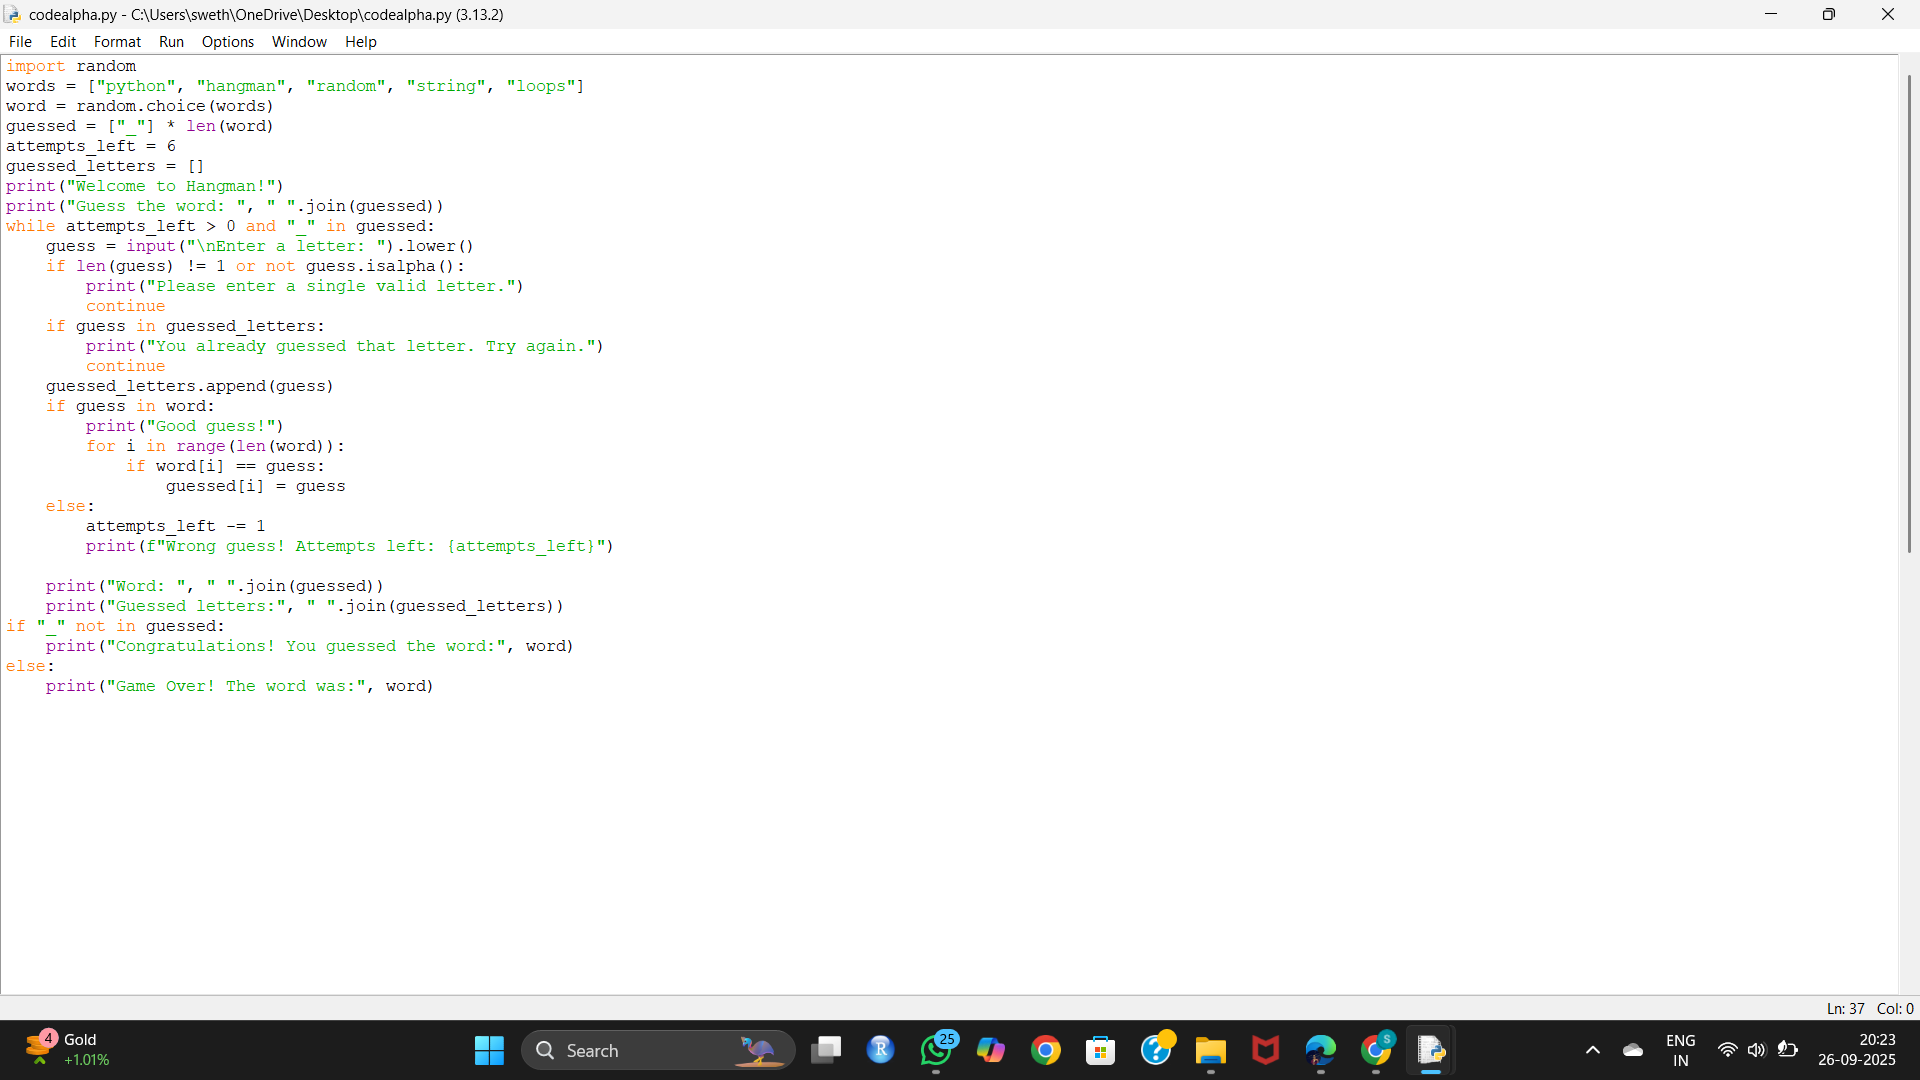 codealpha.py - C:\Users\sweth\OneDrive\Desktop\codealpha.py (3.13.2)
File Edit Format Run Options Window Help
import random
words = ["python", "hangman", "random", "string", "loops"]
word = random.choice(words)
guessed = ["_"] * len(word)
attempts_left = 6
guessed_letters = []
print("Welcome to Hangman!")
print("Guess the word: ", " ".join(guessed))
while attempts_left > 0 and "_" in guessed:
    guess = input("\nEnter a letter: ").lower()
    if len(guess) != 1 or not guess.isalpha():
        print("Please enter a single valid letter.")
        continue
    if guess in guessed_letters:
        print("You already guessed that letter. Try again.")
        continue
    guessed_letters.append(guess)
    if guess in word:
        print("Good guess!")
        for i in range(len(word)):
            if word[i] == guess:
                guessed[i] = guess
    else:
        attempts_left -= 1
        print(f"Wrong guess! Attempts left: {attempts_left}")
    print("Word: ", " ".join(guessed))
    print("Guessed letters:", " ".join(guessed_letters))
if "_" not in guessed:
    print("Congratulations! You guessed the word:", word)
else:
    print("Game Over! The word was:", word)
Ln: 37 Col: 0
4 Gold
+1.01%
Search
R
25
S
ENG
IN
20:23
26-09-2025